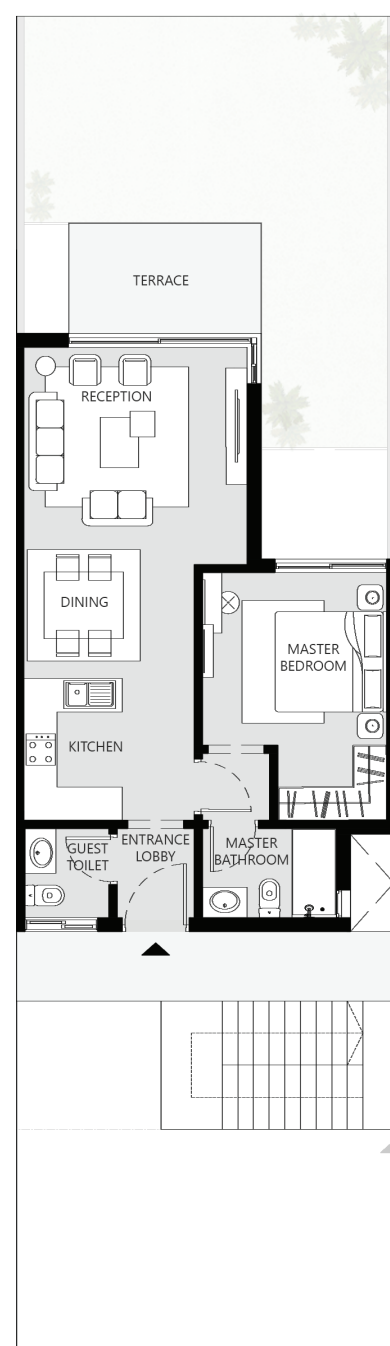 TERRACE
RECEPTION
DINING
MASTER
BEDROOM
KITCHEN
GUEST
TOILET
ENTRANCE
LOBBY
MASTER
BATHROOM